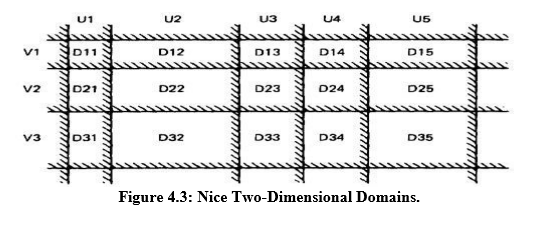 U1 U2 U3 U4 U5
V1 D11 D12 D13 D14 D15
V2 D21 D22 D23 D24 D25
V3 D31 D32 D33 D34 D35
Figure 4.3: Nice Two-Dimensional Domains.